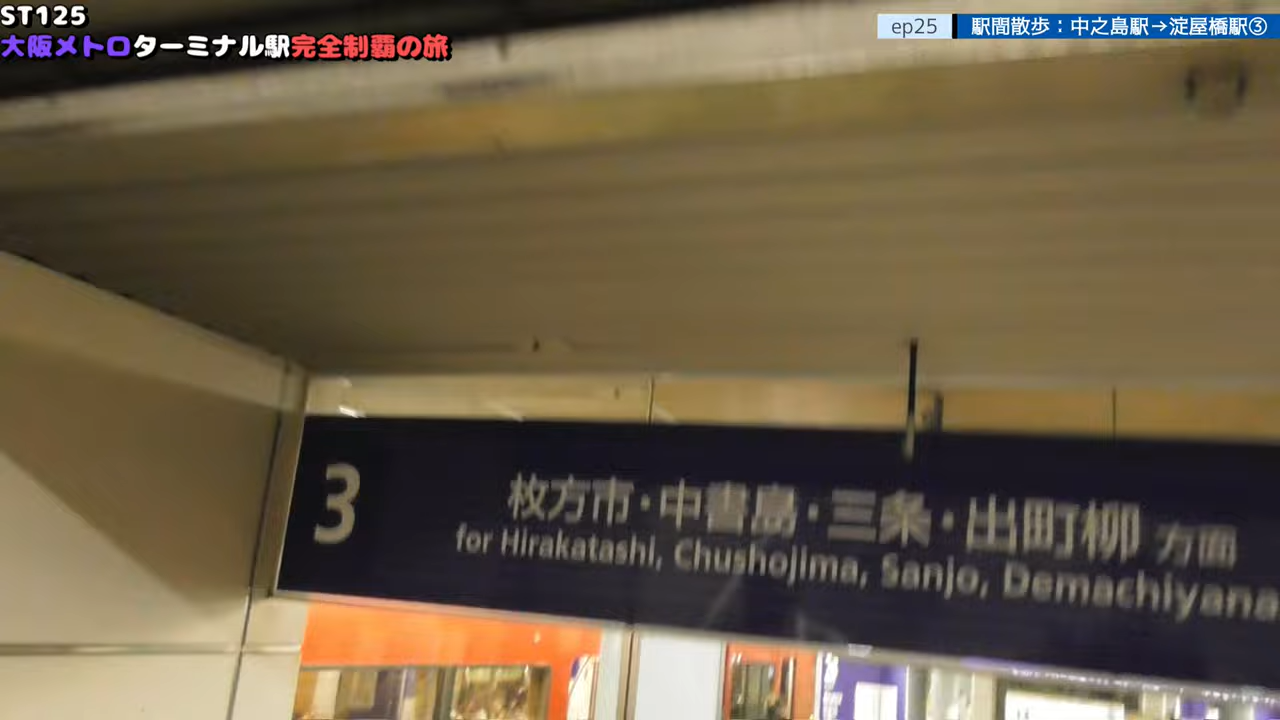 ST125
大阪メトロターミナル駅完全制覇の旅
ep25
駅間散歩：中之島駅→淀屋橋駅③
3
枚方市・中書島・三条・出町柳 方面
for Hirakatashi, Chushojima, Sanjo, Demachiyana